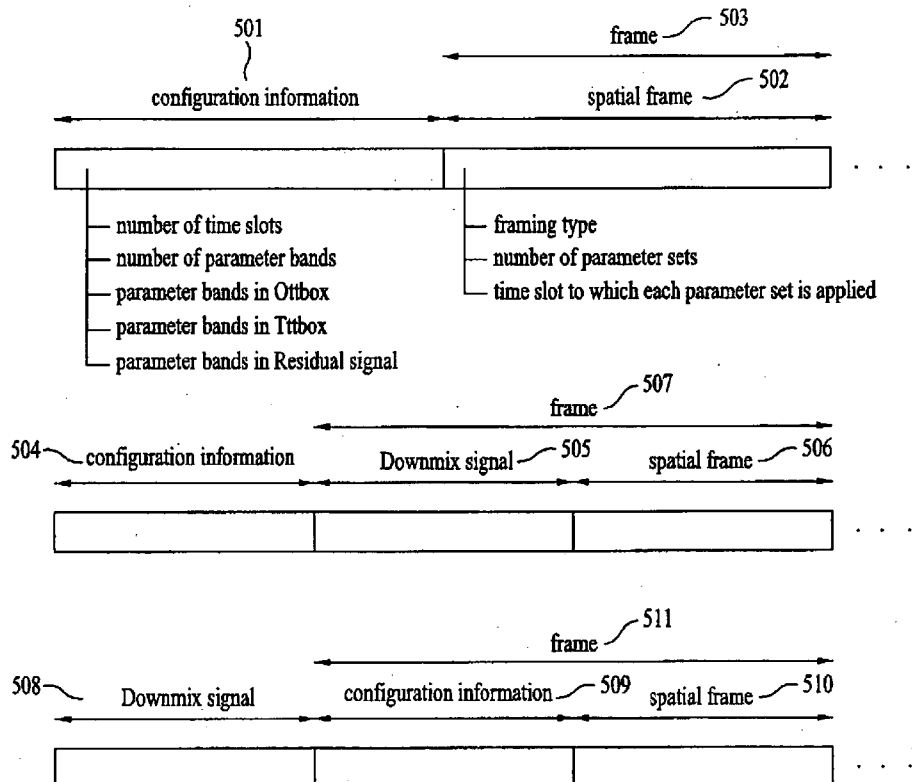 501
frame 503
configuration information
spatial frame 502
. . .
number of time slots
number of parameter bands
parameter bands in Ottbox
parameter bands in Tttbox
parameter bands in Residual signal
framing type
number of parameter sets
time slot to which each parameter set is applied
frame 507
504 configuration information
Downmix signal 505
spatial frame 506
. . .
frame 511
508 Downmix signal
configuration information 509
spatial frame 510
. . .